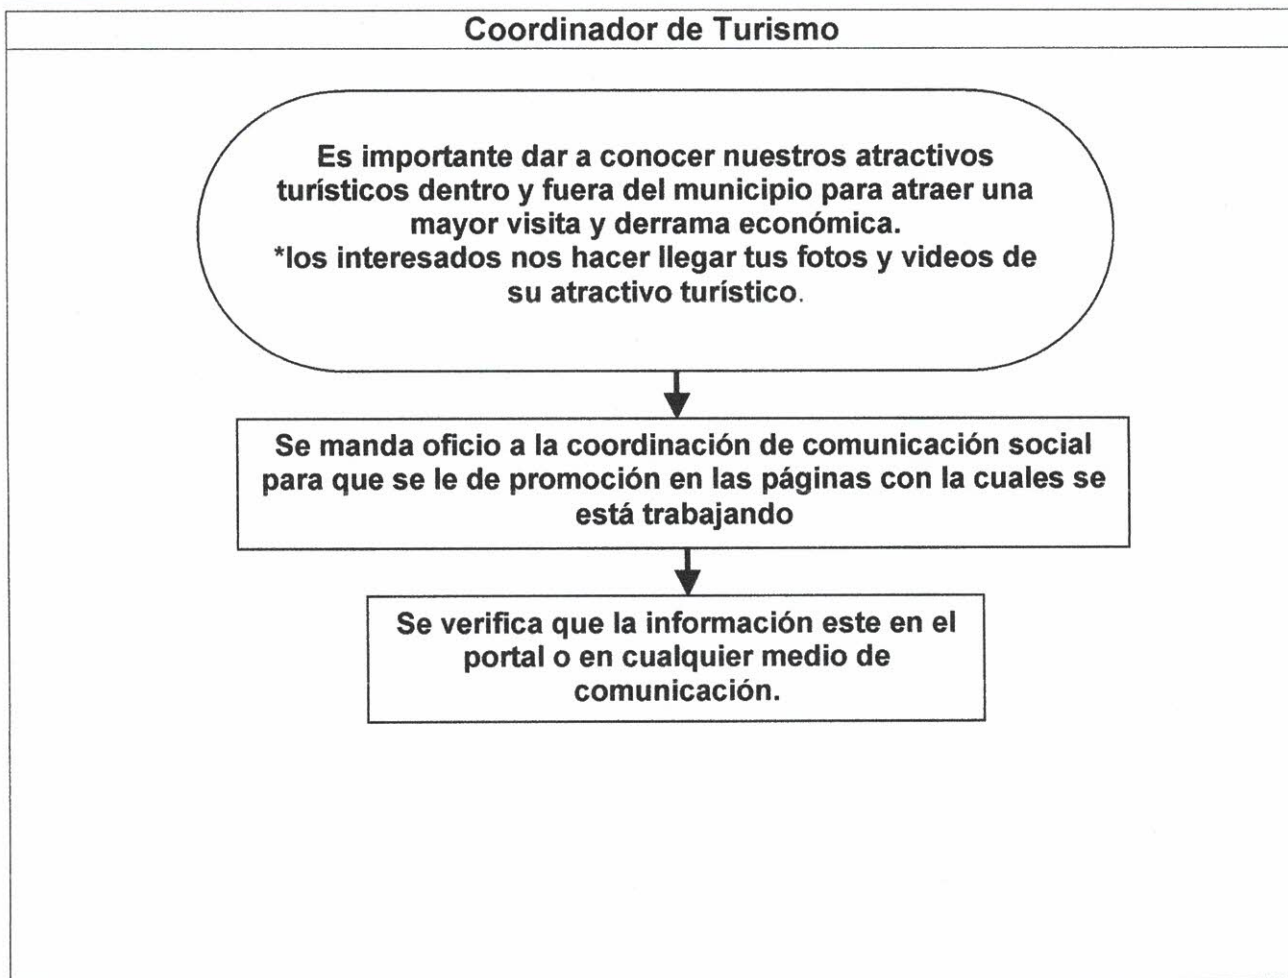 Coordinador de Turismo
Es importante dar a conocer nuestros atractivos
turísticos dentro y fuera del municipio para atraer una
mayor visita y derrama económica.
*los interesados nos hacer llegar tus fotos y videos de
su atractivo turístico.
Se manda oficio a la coordinación de comunicación social
para que se le de promoción en las páginas con la cuales se
está trabajando
Se verifica que la información este en el
portal o en cualquier medio de
comunicación.